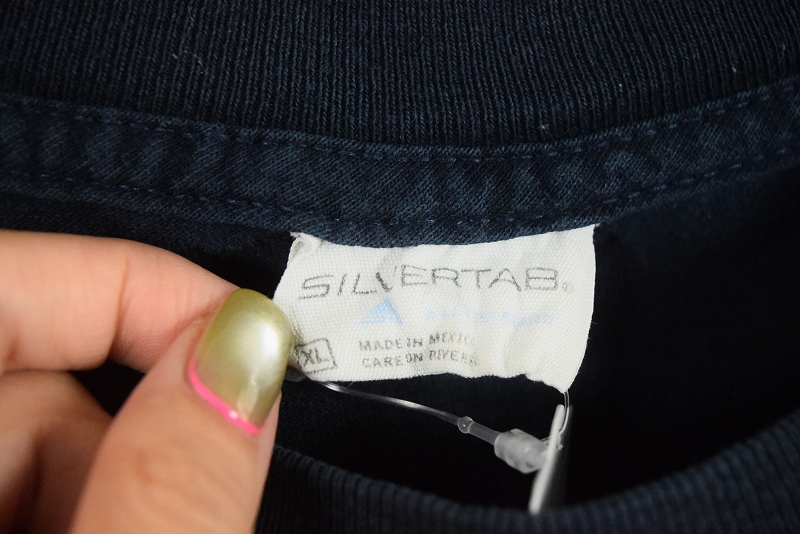 SILVERTAB®
XL
MADE IN MEXICO
CARE ON REVERSE